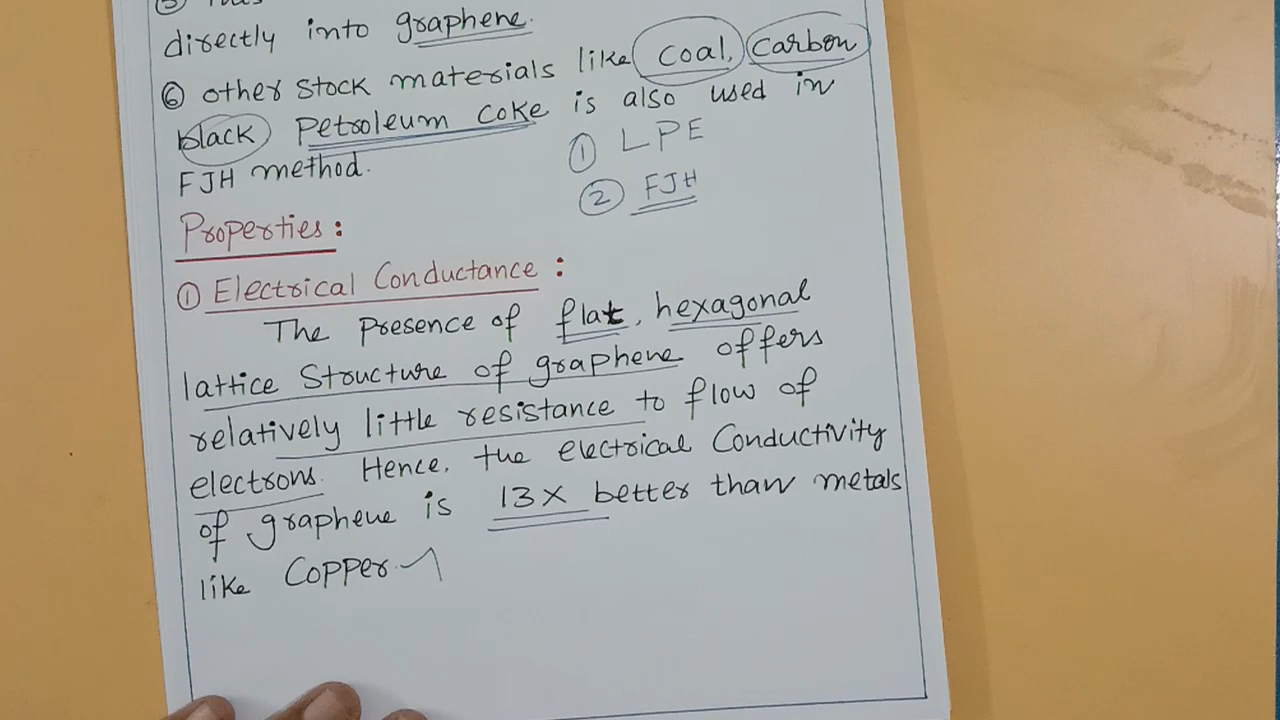 directly into graphene.
⑥ other stock materials like coal, carbon
black Petroleum coke is also used in
FJH method.
① LPE
② FJH
Properties:
① Electrical Conductance:
The Presence of flat, hexagonal
lattice Structure of graphene offers
relatively little resistance to flow of
electrons. Hence, the electrical Conductivity
of graphene is 13x better than metals
like Copper